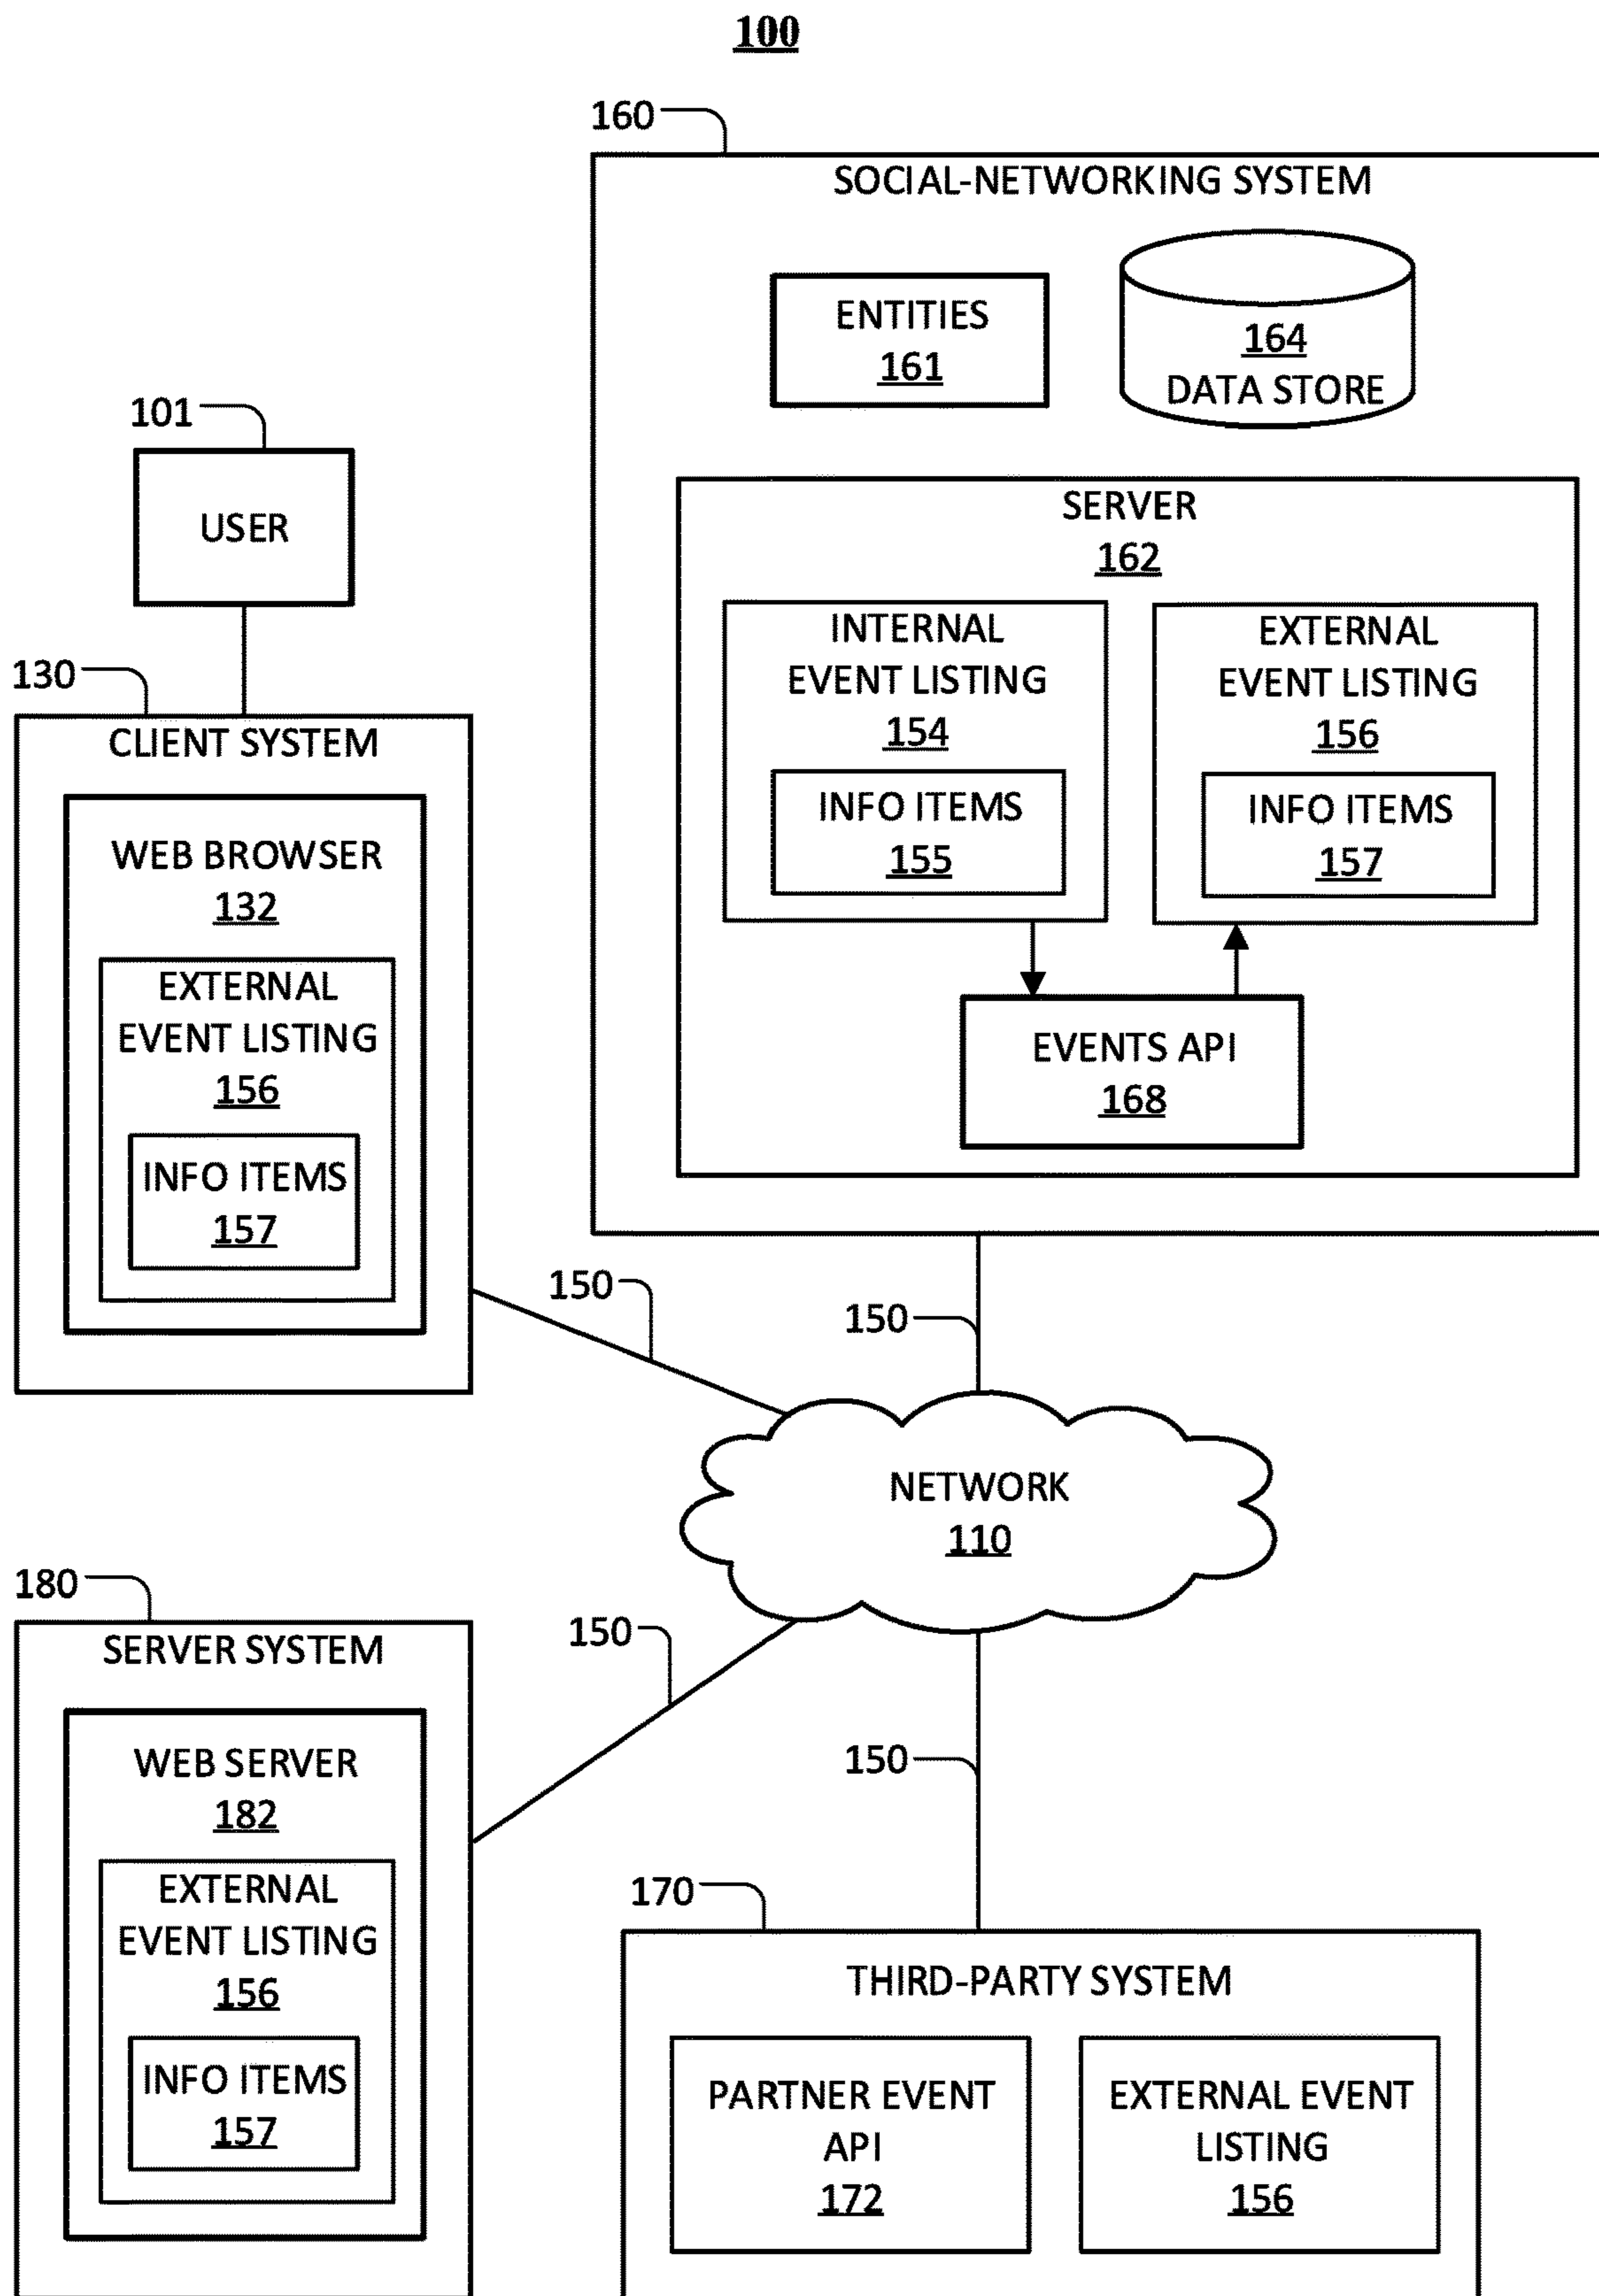 100
160
SOCIAL-NETWORKING SYSTEM
ENTITIES
161
164
DATA STORE
101
USER
SERVER
162
INTERNAL
EVENT LISTING
154
INFO ITEMS
155
EXTERNAL
EVENT LISTING
156
INFO ITEMS
157
EVENTS API
168
130
CLIENT SYSTEM
WEB BROWSER
132
EXTERNAL
EVENT LISTING
156
INFO ITEMS
157
150
150
NETWORK
110
180
SERVER SYSTEM
WEB SERVER
182
EXTERNAL
EVENT LISTING
156
INFO ITEMS
157
150
150
170
THIRD-PARTY SYSTEM
PARTNER EVENT
API
172
EXTERNAL EVENT
LISTING
156